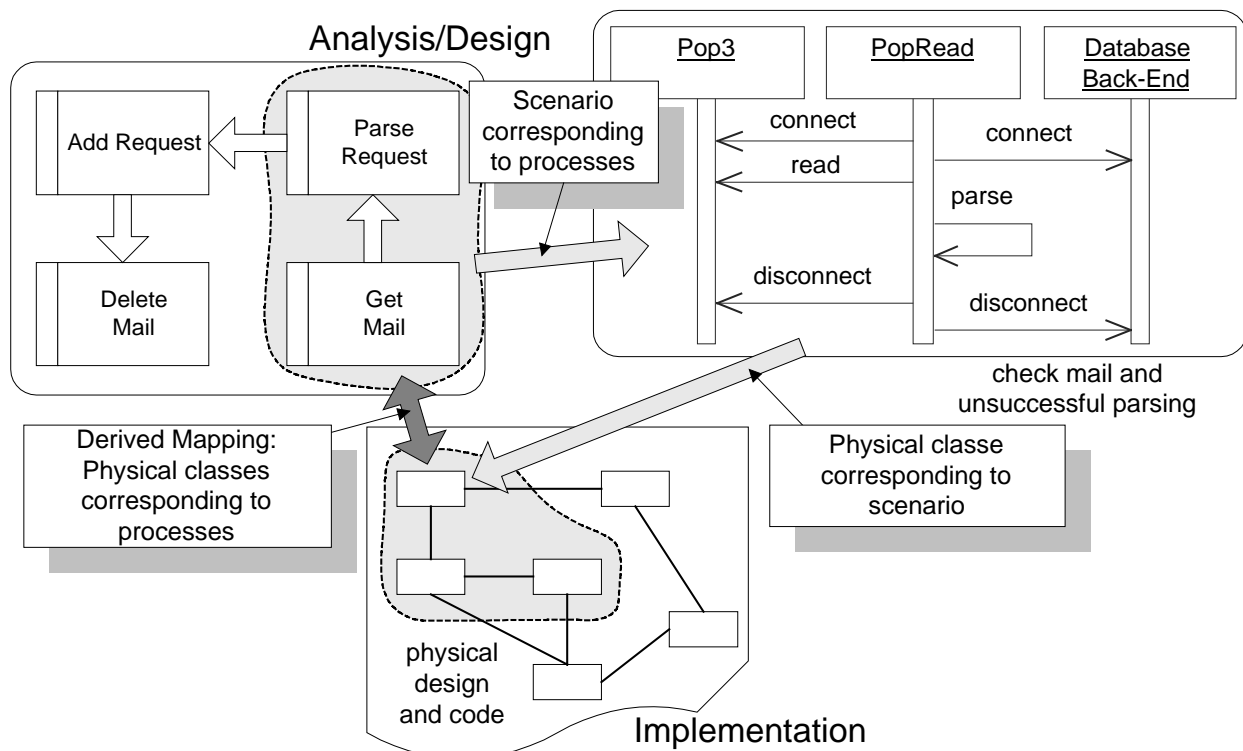 Analysis/Design
Add Request
Parse
Request
Delete
Mail
Get
Mail
Scenario
corresponding
to processes
Pop3
PopRead
Database
Back-End
connect
connect
read
parse
disconnect
disconnect
check mail and
unsuccessful parsing
Derived Mapping:
Physical classes
corresponding to
processes
Physical classe
corresponding to
scenario
physical
design
and code
Implementation